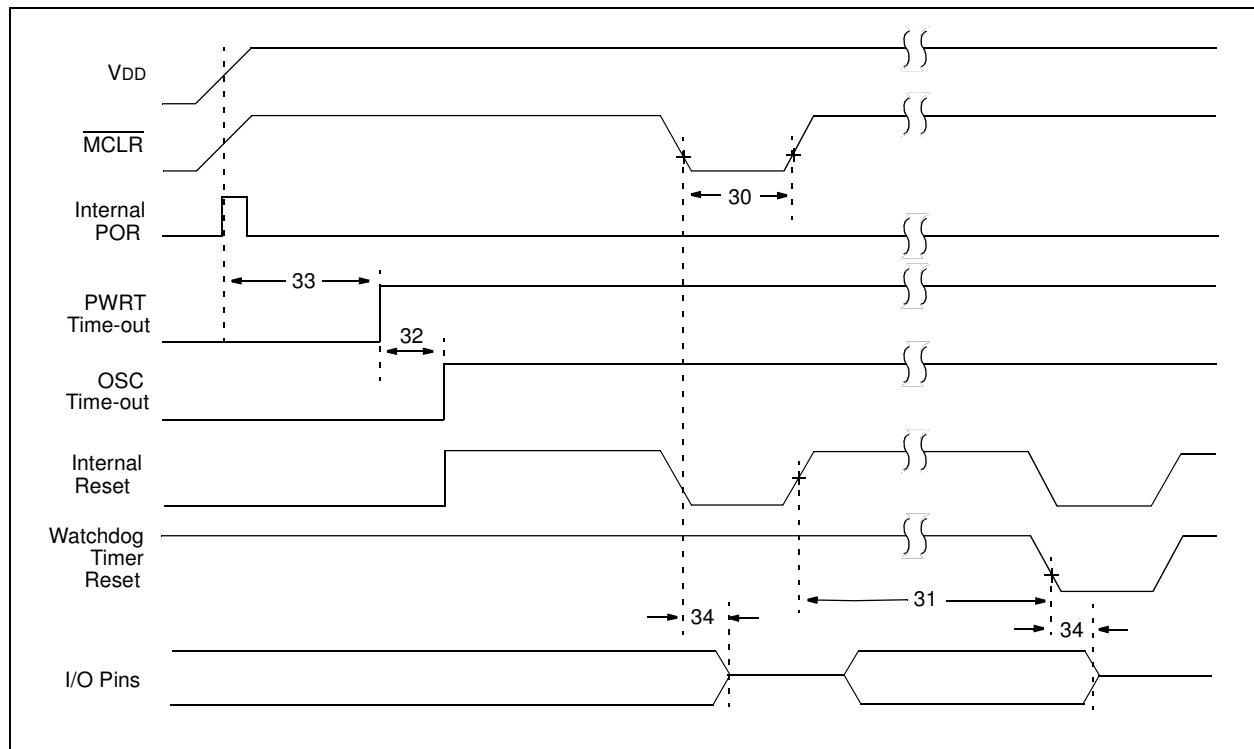 VDD
MCLR
30
Internal
POR
33
PWRT
Time-out
32
OSC
Time-out
Internal
Reset
Watchdog
Timer
Reset
31
34
34
I/O Pins